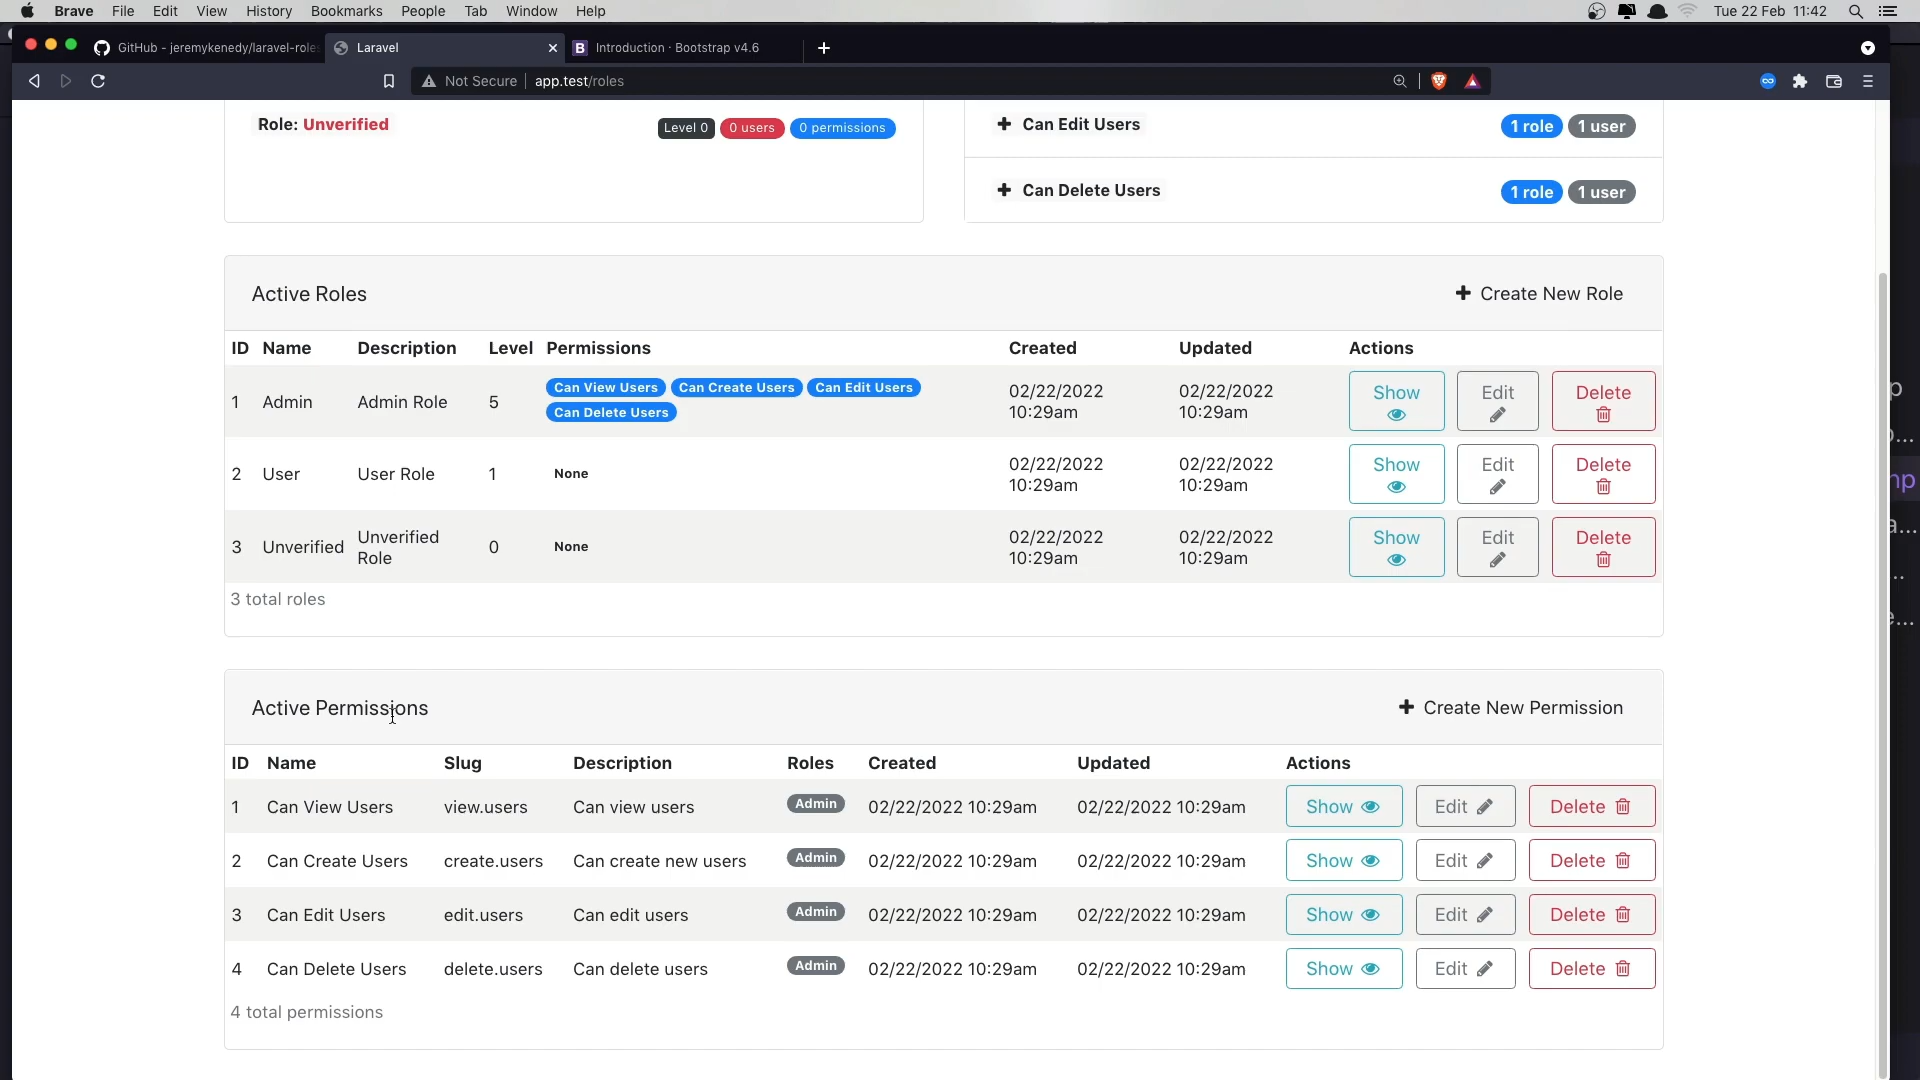 Brave File Edit View History Bookmarks People Tab Window Help Tue 22 Feb 11:42
GitHub - jeremykenedy/laravel-roles Laravel Introduction · Bootstrap v4.6
Not Secure app.test/roles
Role: Unverified Level 0 0 users 0 permissions
Can Edit Users 1 role 1 user
Can Delete Users 1 role 1 user
Active Roles Create New Role
ID Name Description Level Permissions Created Updated Actions
1 Admin Admin Role 5 Can View Users Can Create Users Can Edit Users Can Delete Users 02/22/2022 10:29am 02/22/2022 10:29am Show Edit Delete
2 User User Role 1 None 02/22/2022 10:29am 02/22/2022 10:29am Show Edit Delete
3 Unverified Unverified Role 0 None 02/22/2022 10:29am 02/22/2022 10:29am Show Edit Delete
3 total roles
Active Permissions Create New Permission
ID Name Slug Description Roles Created Updated Actions
1 Can View Users view.users Can view users Admin 02/22/2022 10:29am 02/22/2022 10:29am Show Edit Delete
2 Can Create Users create.users Can create new users Admin 02/22/2022 10:29am 02/22/2022 10:29am Show Edit Delete
3 Can Edit Users edit.users Can edit users Admin 02/22/2022 10:29am 02/22/2022 10:29am Show Edit Delete
4 Can Delete Users delete.users Can delete users Admin 02/22/2022 10:29am 02/22/2022 10:29am Show Edit Delete
4 total permissions